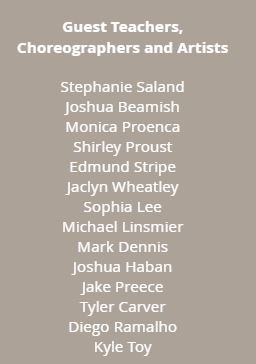 Guest Teachers,
Choreographers and Artists
Stephanie Saland
Joshua Beamish
Monica Proenca
Shirley Proust
Edmund Stripe
Jaclyn Wheatley
Sophia Lee
Michael Linsmier
Mark Dennis
Joshua Haban
Jake Preece
Tyler Carver
Diego Ramalho
Kyle Toy